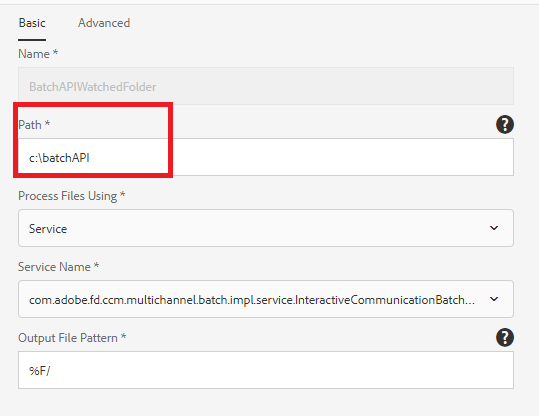 Basic Advanced
Name *
BatchAPIWatchedFolder
Path *
?
c:\batchAPI
Process Files Using *
Service
Service Name *
com.adobe.fd.ccm.multichannel.batch.impl.service.InteractiveCommunicationBatch...
Output File Pattern *
?
%F/